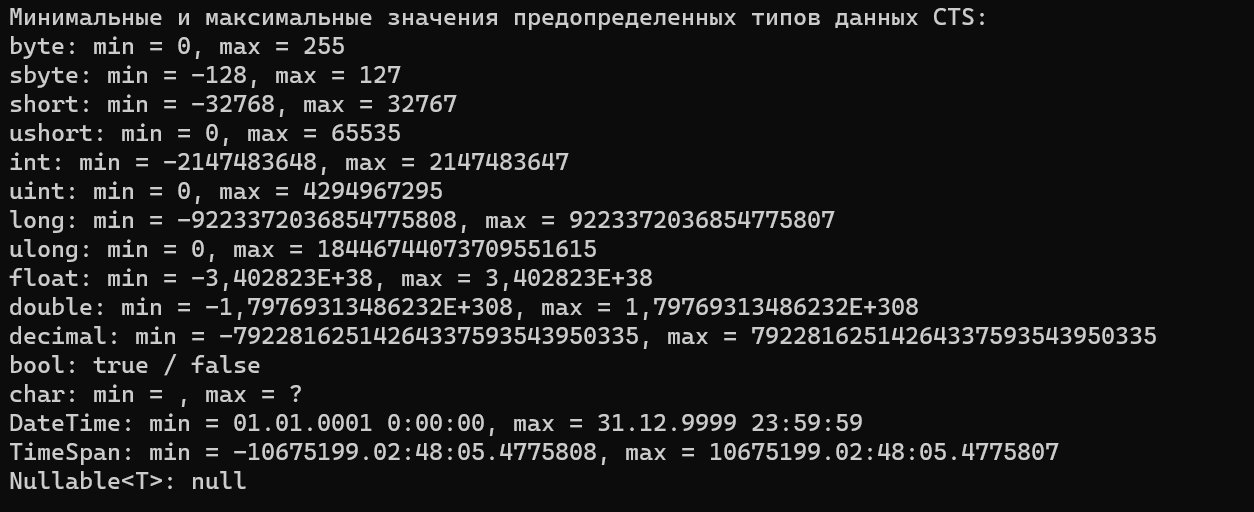 Минимальные и максимальные значения предопределенных типов данных CTS:
byte: min = 0, max = 255
sbyte: min = -128, max = 127
short: min = -32768, max = 32767
ushort: min = 0, max = 65535
int: min = -2147483648, max = 2147483647
uint: min = 0, max = 4294967295
long: min = -9223372036854775808, max = 9223372036854775807
ulong: min = 0, max = 18446744073709551615
float: min = -3,402823E+38, max = 3,402823E+38
double: min = -1,79769313486232E+308, max = 1,79769313486232E+308
decimal: min = -79228162514264337593543950335, max = 79228162514264337593543950335
bool: true / false
char: min = , max = ?
DateTime: min = 01.01.0001 0:00:00, max = 31.12.9999 23:59:59
TimeSpan: min = -10675199.02:48:05.4775808, max = 10675199.02:48:05.4775807
Nullable<T>: null